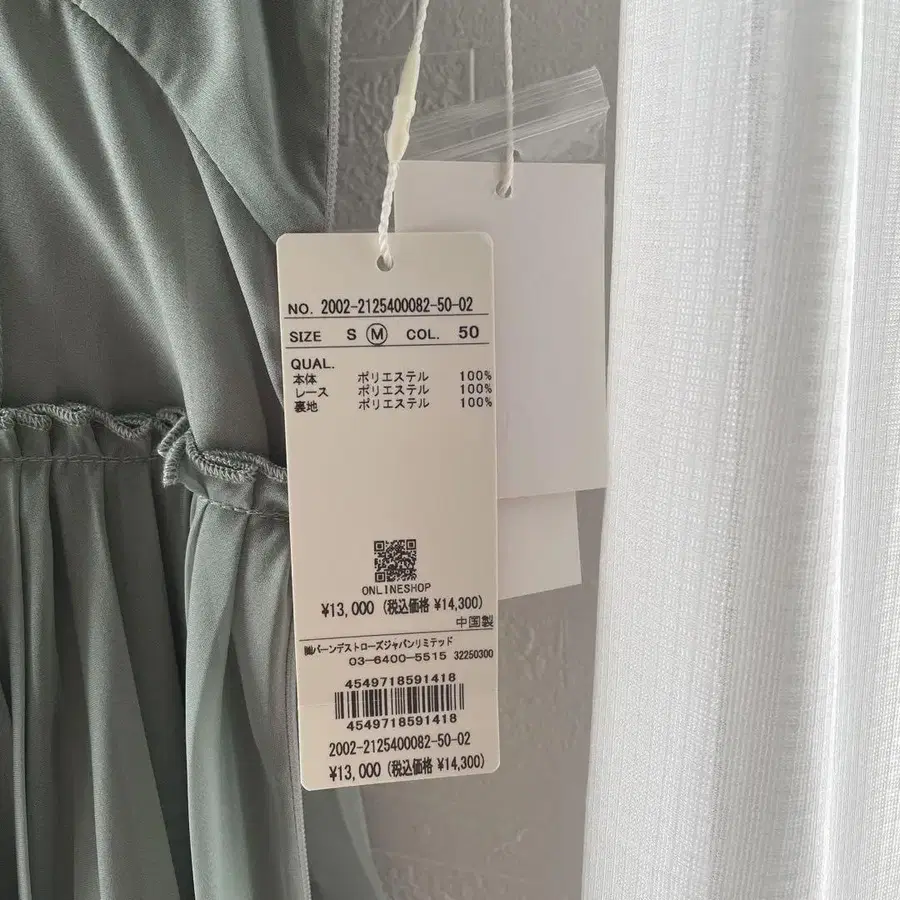 NO. 2002-2125400082-50-02
SIZE S M COL. 50
QUAL.
本体 ポリエステル 100%
レース ポリエステル 100%
裏地 ポリエステル 100%
ONLINESHOP
¥13,000 (税込価格 ¥14,300)
中国製
㈱バーンデストローズジャパンリミテッド
03-6400-5515 32250300
4549718591418
4549718591418
2002-2125400082-50-02
¥13,000 (税込価格 ¥14,300)